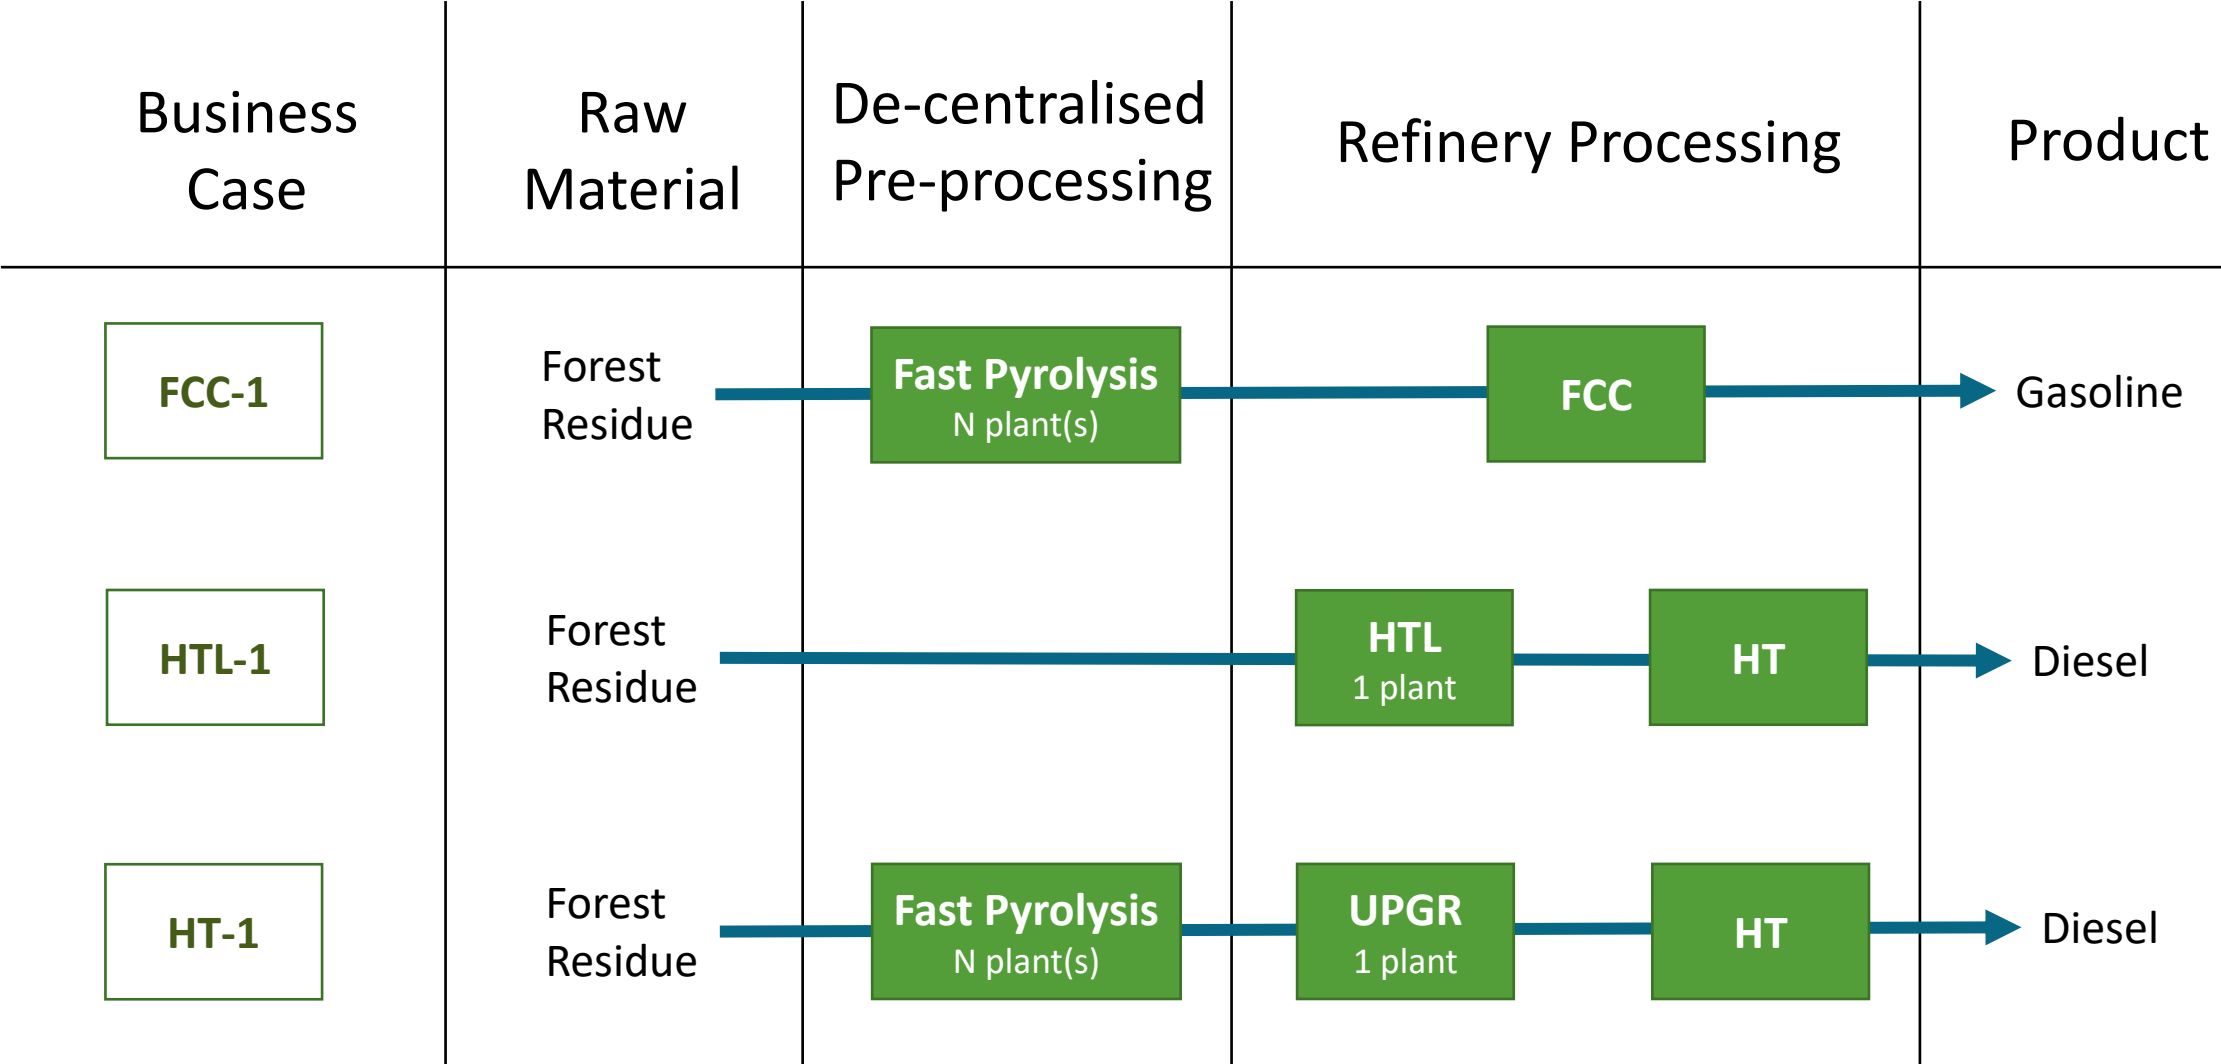 Business
Case
Raw
Material
De-centralised
Pre-processing
Refinery Processing
Product
FCC-1
Forest
Residue
Fast Pyrolysis
N plant(s)
FCC
Gasoline
HTL-1
Forest
Residue
HTL
1 plant
HT
Diesel
HT-1
Forest
Residue
Fast Pyrolysis
N plant(s)
UPGR
1 plant
HT
Diesel